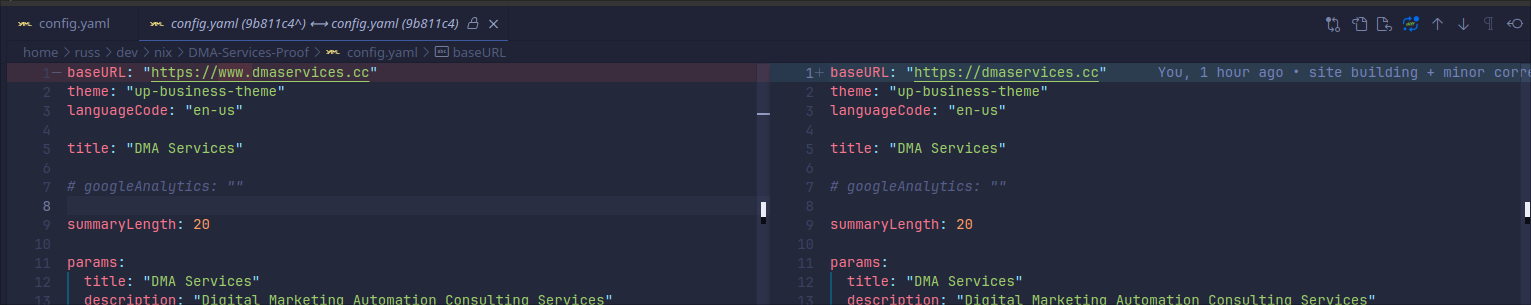 config.yaml
config.yaml (9b811c4^) ⟷ config.yaml (9b811c4)
home > russ > dev > nix > DMA-Services-Proof > config.yaml > baseURL
1 − baseURL: "https://www.dmaservices.cc"
2 theme: "up-business-theme"
3 languageCode: "en-us"
4
5 title: "DMA Services"
6
7 # googleAnalytics: ""
8
9 summaryLength: 20
10
11 params:
12 title: "DMA Services"
13 description: "Digital Marketing Automation Consulting Services"
1 + baseURL: "https://dmaservices.cc" You, 1 hour ago • site building + minor corre
2 theme: "up-business-theme"
3 languageCode: "en-us"
4
5 title: "DMA Services"
6
7 # googleAnalytics: ""
8
9 summaryLength: 20
10
11 params:
12 title: "DMA Services"
13 description: "Digital Marketing Automation Consulting Services"